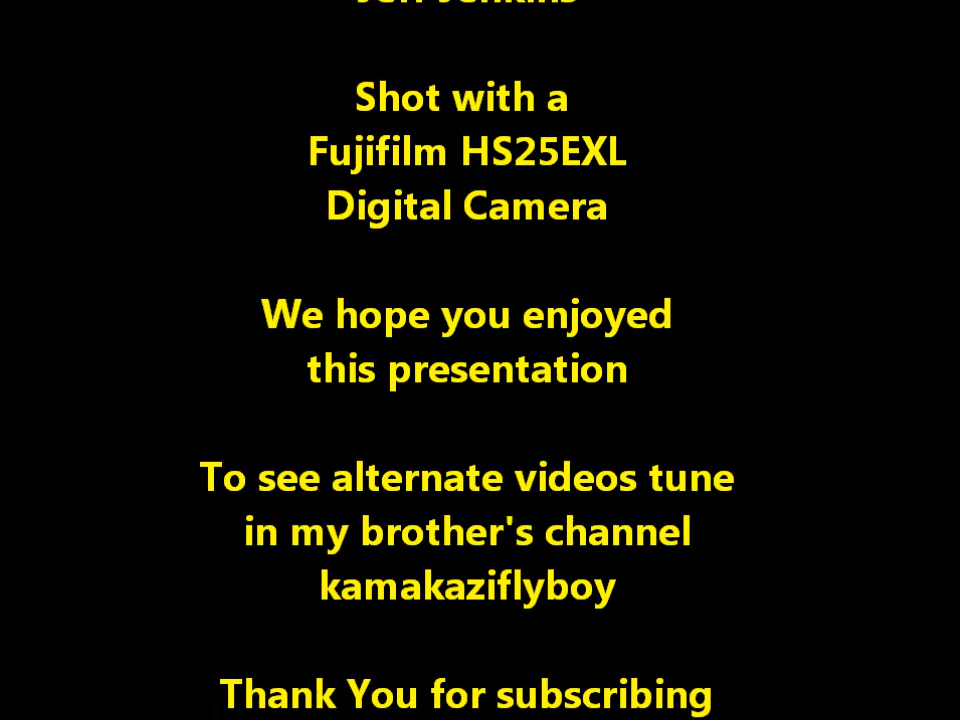 Shot with a
Fujifilm HS25EXL
Digital Camera
We hope you enjoyed
this presentation
To see alternate videos tune
in my brother's channel
kamakaziflyboy
Thank You for subscribing